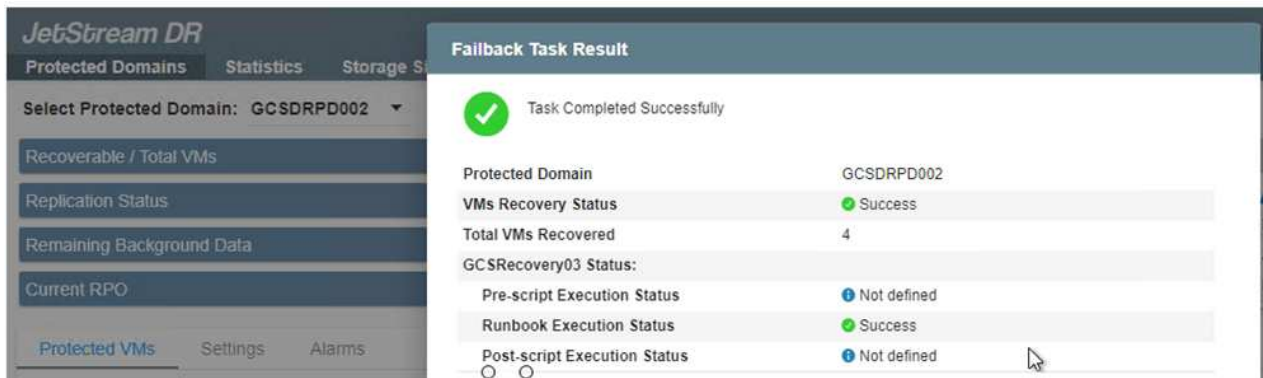 JetStream DR
Protected Domains Statistics Storage
Select Protected Domain: GCSDRPD002
Recoverable / Total VMs
Replication Status
Remaining Background Data
Current RPO
Protected VMs Settings Alarms
Failback Task Result
Task Completed Successfully
Protected Domain GCSDRPD002
VMs Recovery Status Success
Total VMs Recovered 4
GCSRecovery03 Status:
Pre-script Execution Status Not defined
Runbook Execution Status Success
Post-script Execution Status Not defined